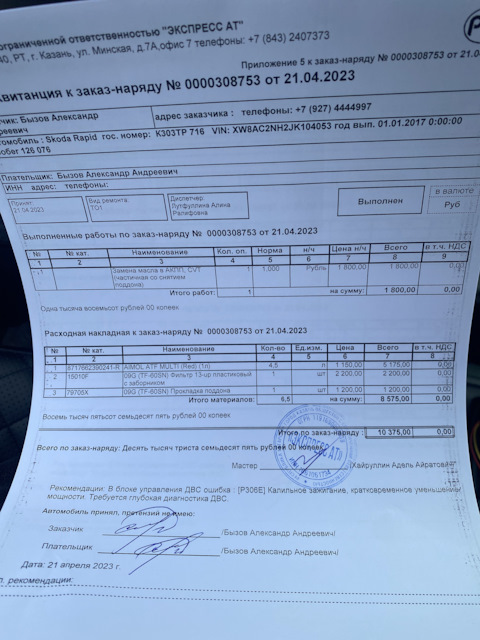 ограниченной ответственностью "ЭКСПРЕСС АТ"
40, РТ, г. Казань, ул. Минская, д.7А,офис 7 телефоны: +7 (843) 2407373
Приложение 5 к заказ-наряду № 0000308753 от 21.04
витанция к заказ-наряду № 0000308753 от 21.04.2023
чик: Бызов Александр
реевич
адрес заказчика : телефоны: +7 (927) 4444997
томобиль : Skoda Rapid гос. номер: К303ТР 716 VIN: XW8AC2NH2JK104053 год вып. 01.01.2017 0:00:00
обег 126 076
Плательщик: Бызов Александр Андреевич
ИНН адрес: телефоны:
Принят:
21.04.2023
Вид ремонта:
ТО1
Диспетчер
Лутфуллина Алина
Ралифовна
Выполнен
в валюте
Руб
Выполненные работы по заказ-наряду № 0000308753 от 21.04.2023
№ № кат. Наименование Кол. оп. Норма н/ч Цена н/ч Всего в т.ч. НДС
1 2 3 4 5 6 7 8 9
1 Замена масла в АКПП, CVT 1 1,000 Рубль 1 800,00 1 800,00 0,00
(частичная со снятием
поддона)
Итого работ: 1 на сумму: 1 800,00 0,00
Одна тысяча восемьсот рублей 00 копеек
Расходная накладная к заказ-наряду № 0000308753 от 21.04.2023
№ № кат. Наименование Кол-во Ед.изм. Цена Всего в т.ч. НДС
1 2 3 4 5 6 7 8
1 8717662390241-R AIMOL ATF MULTI (Red) (1л) 4,5 л 1 150,00 5 175,00 0,00
2 15010F 09G (TF-60SN) Фильтр 13-up пластиковый 1 шт 2 200,00 2 200,00 0,00
с заборником
3 79705X 09G (TF-60SN) Прокладка поддона 1 шт 1 200,00 1 200,00 0,00
Итого материалов: 6,5 на сумму: 8 575,00 0,00
Восемь тысяч пятьсот семьдесят пять рублей 00 копеек
Итого по заказ-наряду : 10 375,00 0,00
Всего по заказ-наряду: Десять тысяч триста семьдесят пять рублей 00 копеек
"ЭКСПРЕСС АТ"
Мастер /Хайруллин Адель Айратович
Рекомендации: В блоке управления ДВС ошибка : [P306E] Калильное зажигание, кратковременное уменьшен
мощности. Требуется глубокая диагностика ДВС.
Автомобиль принял, претензий не имею:
Заказчик /Бызов Александр Андреевич/
Плательщик /Бызов Александр Андреевич/
Дата: 21 апреля 2023 г.
рекомендации: